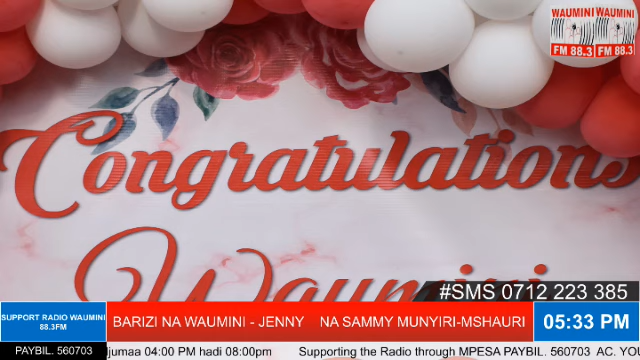 WAUMINI WAUMINI
FM 88.3 FM 88.3
Congratulations
Waumini
#SMS 0712 223 385
SUPPORT RADIO WAUMINI
88.3FM
BARIZI NA WAUMINI - JENNY NA SAMMY MUNYIRI-MSHAURI
05:33 PM
PAYBIL. 560703
jumaa 04:00 PM hadi 08:00pm Supporting the Radio through MPESA PAYBIL. 560703 AC. YO